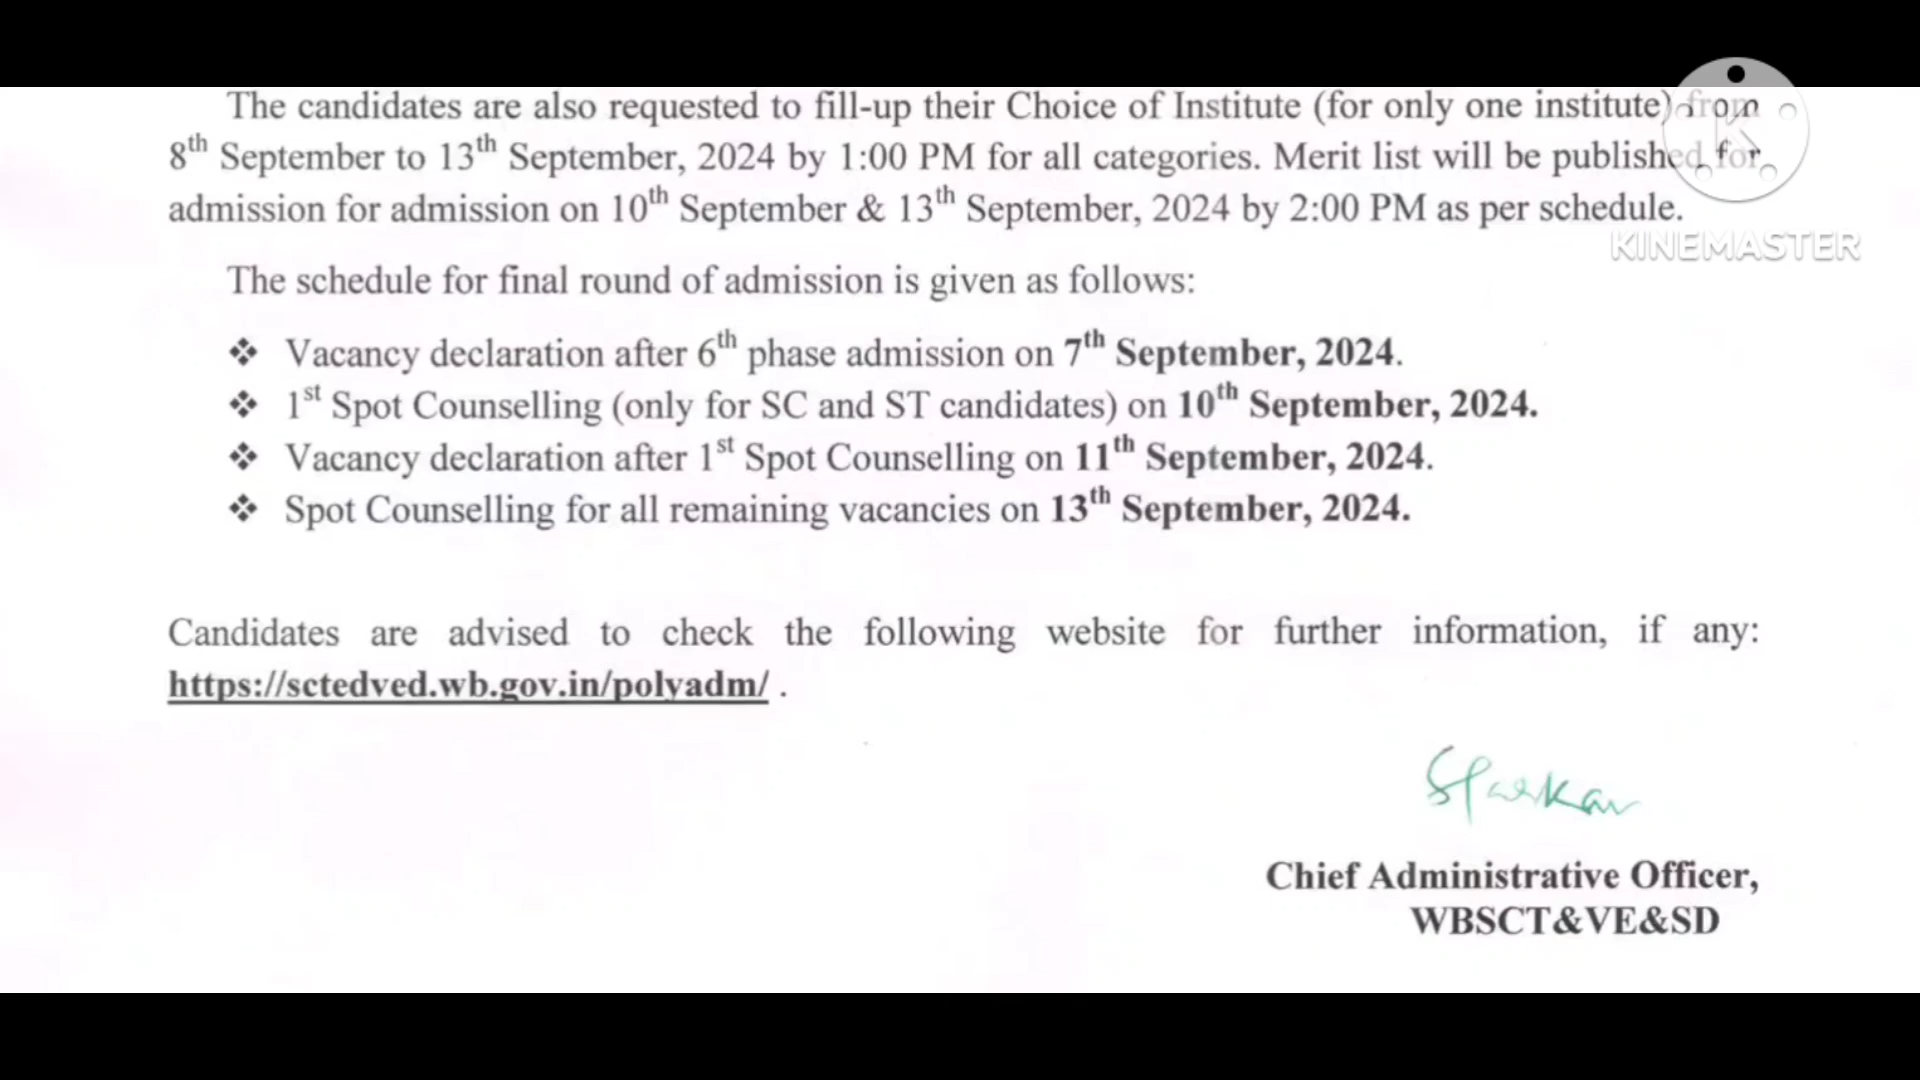 The candidates are also requested to fill-up their Choice of Institute (for only one institute) from
8th September to 13th September, 2024 by 1:00 PM for all categories. Merit list will be published for
admission for admission on 10th September & 13th September, 2024 by 2:00 PM as per schedule.
The schedule for final round of admission is given as follows:
❖ Vacancy declaration after 6th phase admission on 7th September, 2024.
❖ 1st Spot Counselling (only for SC and ST candidates) on 10th September, 2024.
❖ Vacancy declaration after 1st Spot Counselling on 11th September, 2024.
❖ Spot Counselling for all remaining vacancies on 13th September, 2024.
Candidates are advised to check the following website for further information, if any:
https://sctedved.wb.gov.in/polyadm/ .
Chief Administrative Officer,
WBSCT&VE&SD
K
KINEMASTER